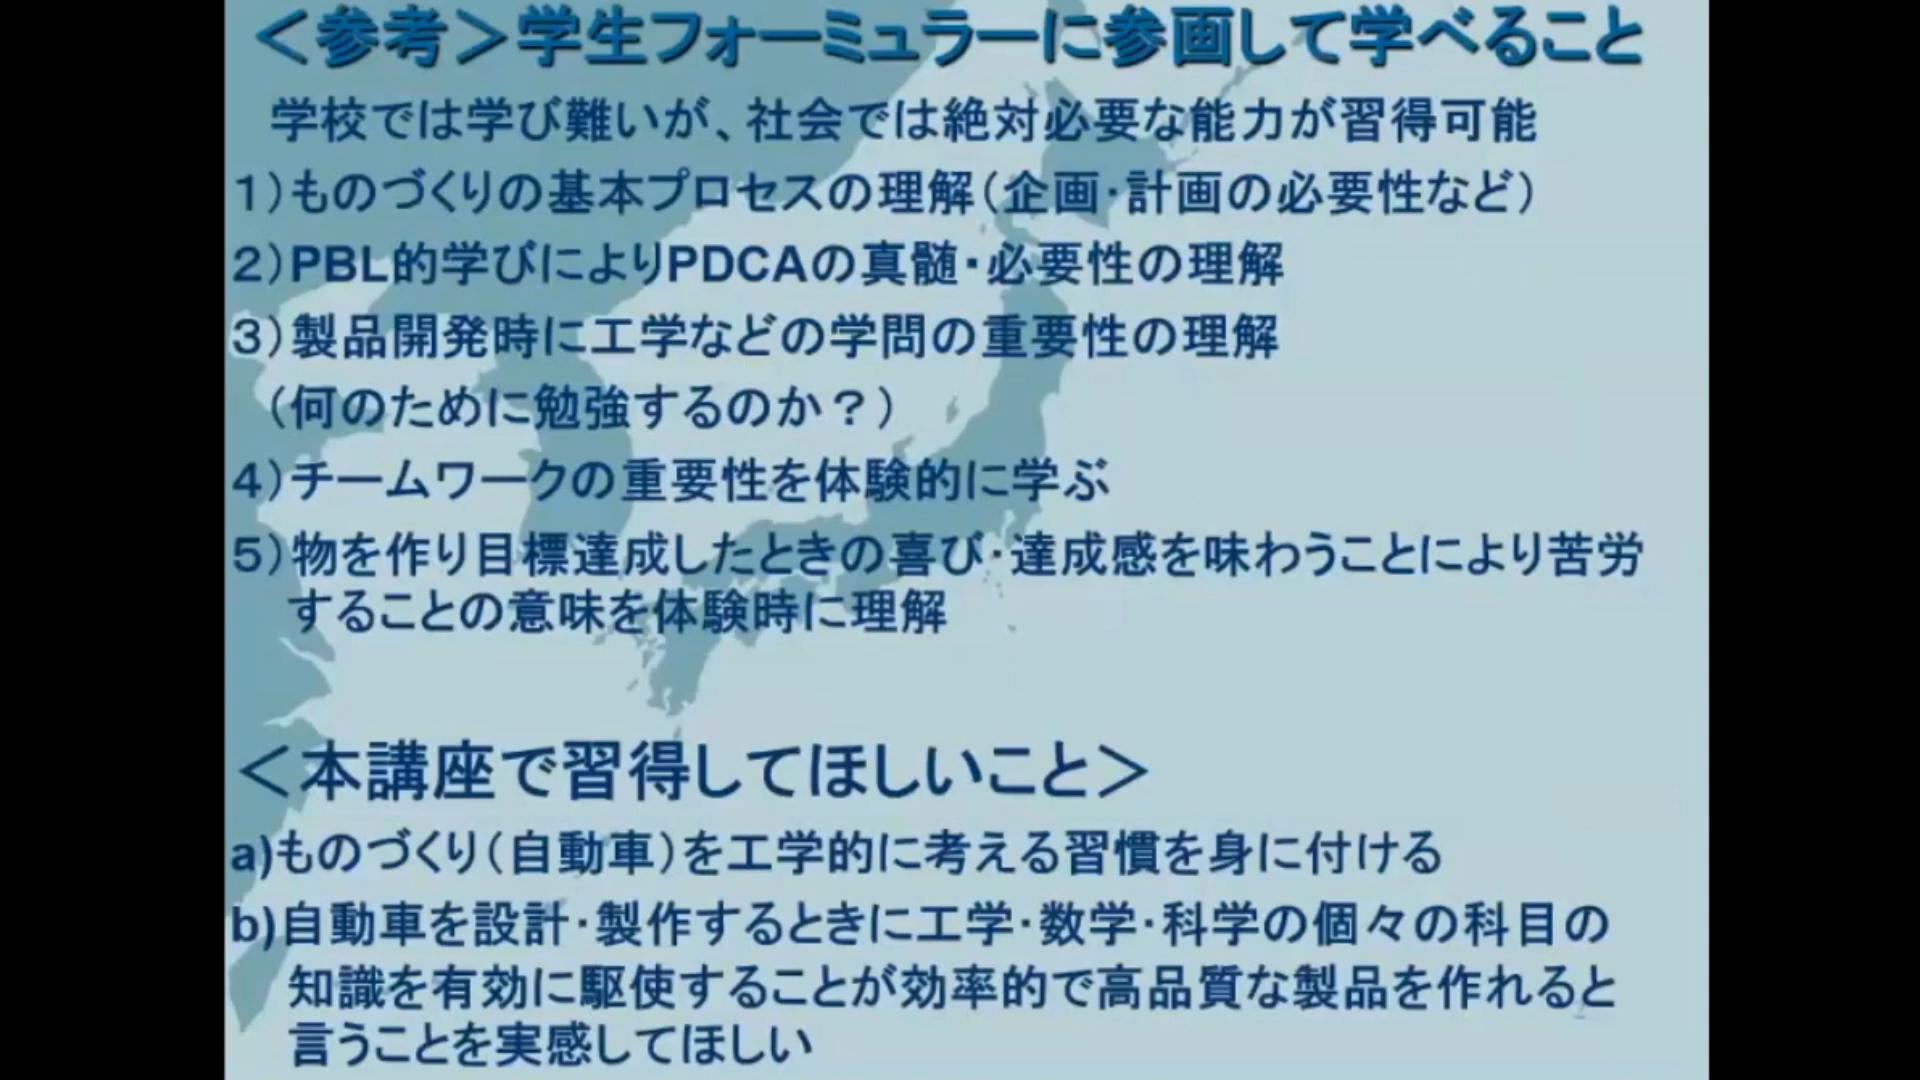 ＜参考＞学生フォーミュラーに参画して学べること
学校では学び難いが、社会では絶対必要な能力が習得可能
１）ものづくりの基本プロセスの理解（企画・計画の必要性など）
２）PBL的学びによりPDCAの真髄・必要性の理解
３）製品開発時に工学などの学問の重要性の理解
（何のために勉強するのか？）
４）チームワークの重要性を体験的に学ぶ
５）物を作り目標達成したときの喜び・達成感を味わうことにより苦労
することの意味を体験時に理解
＜本講座で習得してほしいこと＞
a)ものづくり（自動車）を工学的に考える習慣を身に付ける
b)自動車を設計・製作するときに工学・数学・科学の個々の科目の
知識を有効に駆使することが効率的で高品質な製品を作れると
言うことを実感してほしい